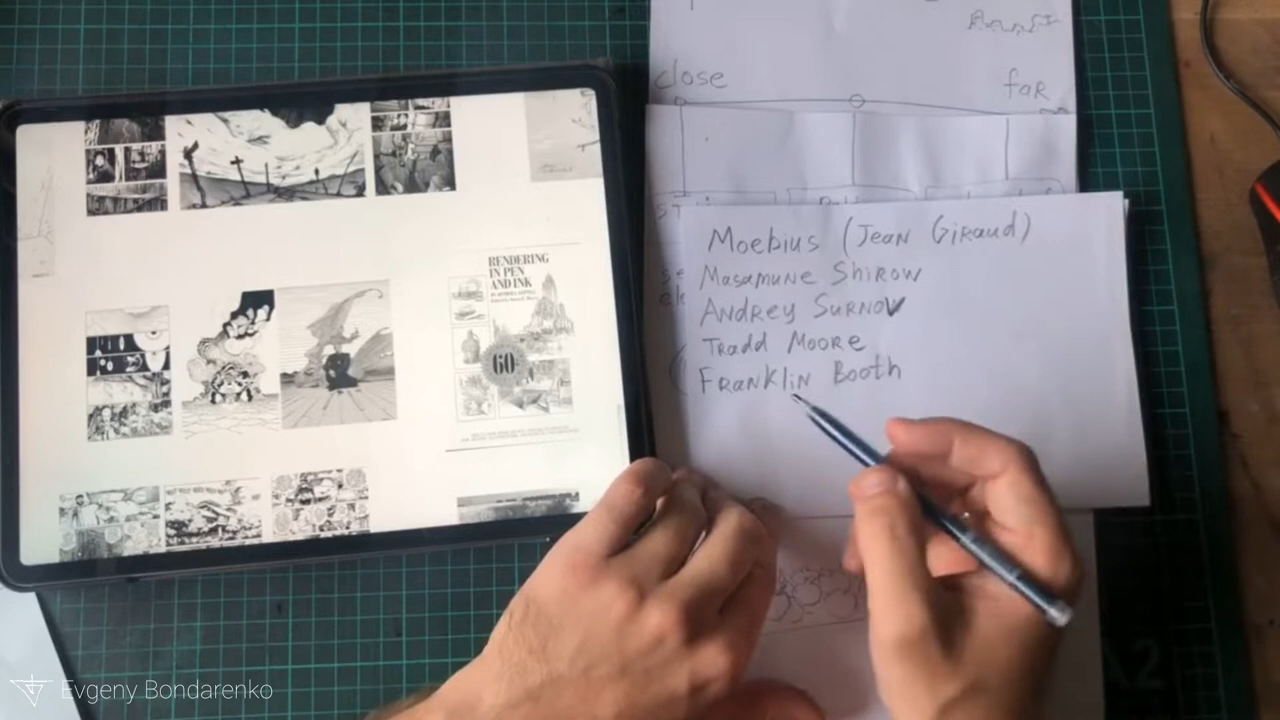 close
far
Moebius (Jean Giraud)
Masamune Shirow
Andrey Surnov
Tradd Moore
Franklin Booth
RENDERING
IN PEN
AND INK
60
A2
Evgeny Bondarenko